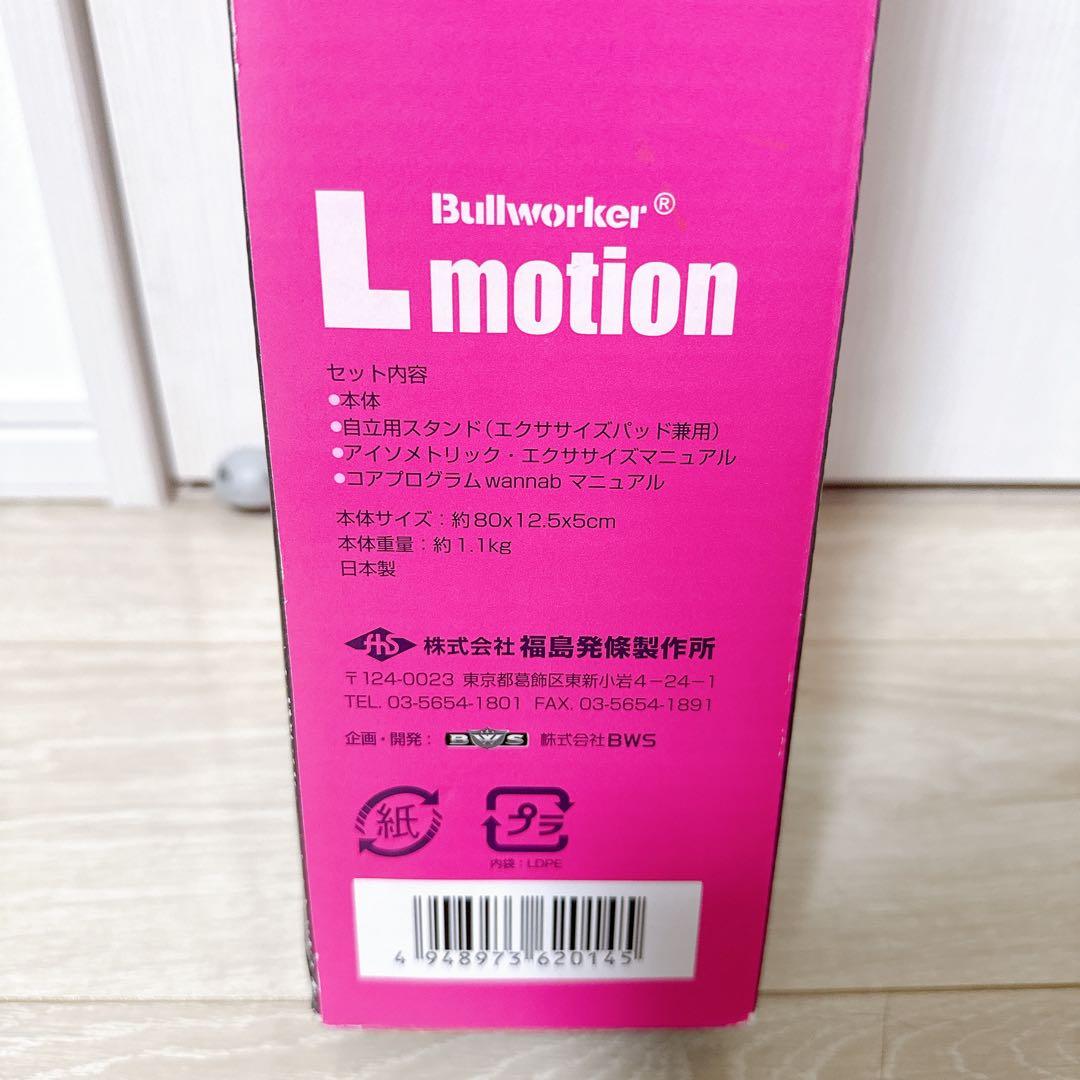 Bullworker®
L motion
セット内容
●本体
●自立用スタンド(エクササイズパッド兼用)
●アイソメトリック・エクササイズマニュアル
●コアプログラムwannab マニュアル
本体サイズ：約80x12.5x5cm
本体重量：約1.1kg
日本製
fhs 株式会社 福島発條製作所
〒124-0023 東京都葛飾区東新小岩4-24-1
TEL. 03-5654-1801 FAX. 03-5654-1891
企画・開発： BWS 株式会社BWS
紙 プラ
内袋：LDPE
4 948973 620145